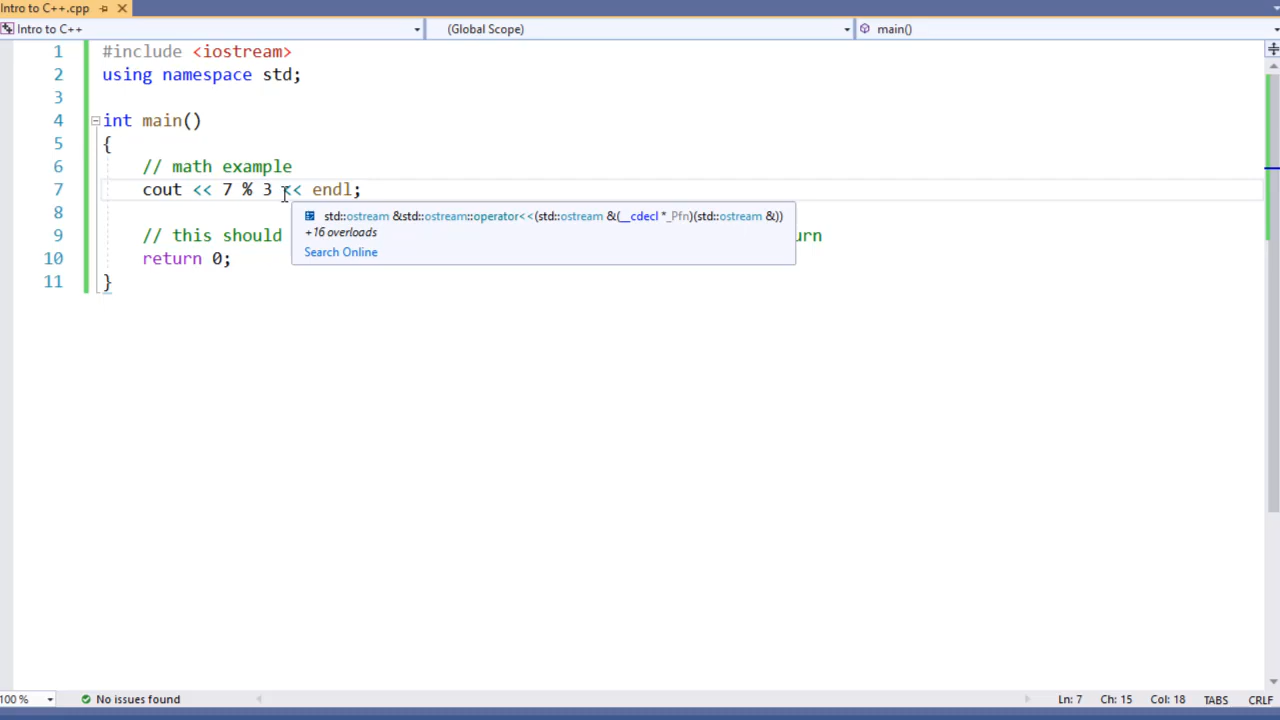 Intro to C++.cpp
Intro to C++ (Global Scope) main()
1 #include <iostream>
2 using namespace std;
3
4 int main()
5 {
6 // math example
7 cout << 7 % 3 << endl;
8
std::ostream &std::ostream::operator<<(std::ostream &(__cdecl *_Pfn)(std::ostream &))
+16 overloads
Search Online
9 // this should
10 return 0;
11 }
100 % No issues found Ln: 7 Ch: 15 Col: 18 TABS CRLF